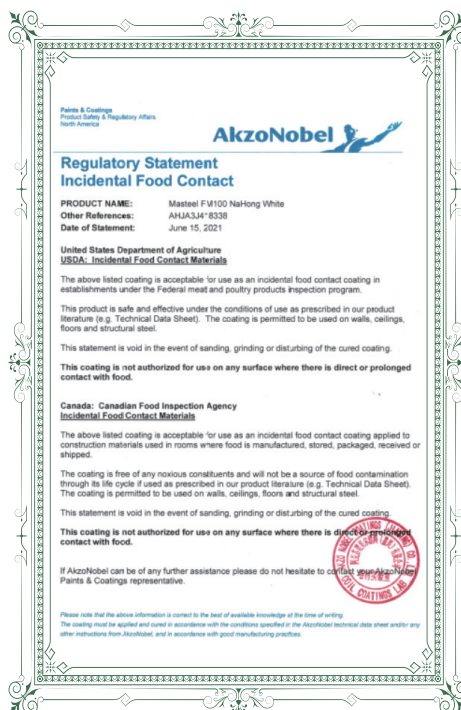 Paints & Coatings
Product Safety & Regulatory Affairs
North America
AkzoNobel
Regulatory Statement
Incidental Food Contact
PRODUCT NAME: Masteel FM100 NaHong White
Other References:
Date of Statement: June 15, 2021
United States Department of Agriculture
USDA: Incidental Food Contact Materials
The above listed coating is acceptable for use as an incidental food contact coating in
establishments under the Federal meat and poultry products inspection program.
This product is safe and effective under the conditions of use as prescribed in our product
literature (e.g. Technical Data Sheet). The coating is permitted to be used on walls, ceilings,
floors and structural steel.
This statement is void in the event of sanding, grinding or disturbing of the cured coating.
This coating is not authorized for use on any surface where there is direct or prolonged
contact with food.
Canada: Canadian Food Inspection Agency
Incidental Food Contact Materials
The above listed coating is acceptable for use as an incidental food contact coating applied to
construction materials used in rooms where food is manufactured, stored, packaged, received or
shipped.
The coating is free of any noxious constituents and will not be a source of food contamination
through its life cycle if used as prescribed in our product literature (e.g. Technical Data Sheet).
The coating is permitted to be used on walls, ceilings, floors and structural steel.
This statement is void in the event of sanding, grinding or disturbing of the cured coating.
This coating is not authorized for use on any surface where there is direct or prolonged
contact with food.
If AkzoNobel can be of any further assistance please do not hesitate to contact your AkzoNobel
Paints & Coatings representative.
COIL COATINGS LAB
Please note that the above information is correct to the best of available knowledge at the time of writing.
The coating must be applied and cured in accordance with the conditions specified in the AkzoNobel technical data sheet and/or any
other instructions from AkzoNobel, and in accordance with good manufacturing practices.